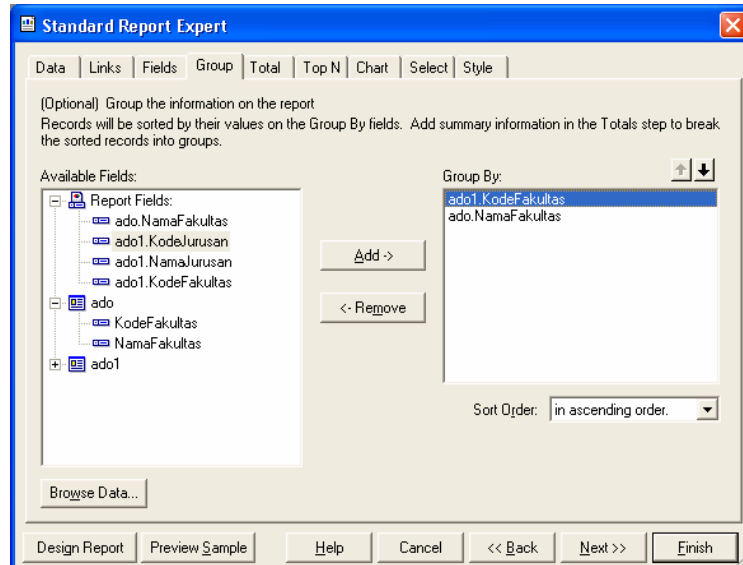 Standard Report Expert
Data Links Fields Group Total Top N Chart Select Style
(Optional) Group the information on the report
Records will be sorted by their values on the Group By fields. Add summary information in the Totals step to break
the sorted records into groups.
Available Fields:
Report Fields:
ado.NamaFakultas
ado1.KodeJurusan
ado1.NamaJurusan
ado1.KodeFakultas
ado
KodeFakultas
NamaFakultas
ado1
Add ->
<- Remove
Group By:
ado1.KodeFakultas
ado.NamaFakultas
Sort Order: in ascending order.
Browse Data...
Design Report Preview Sample Help Cancel << Back Next >> Finish